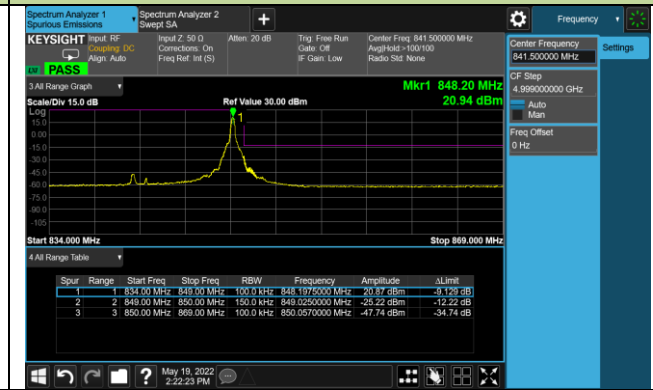 Spectrum Analyzer 1
Spurious Emissions
Spectrum Analyzer 2
Swept SA
+
Frequency
KEYSIGHT
Input: RF
Coupling: DC
Align: Auto
Input Z: 50 Ω
Corrections: On
Freq Ref: Int (S)
Atten: 20 dB
Trig: Free Run
Gate: Off
IF Gain: Low
Center Freq: 841.500000 MHz
Avg|Hold:>100/100
Radio Std: None
LW PASS
Center Frequency
841.500000 MHz
Settings
CF Step
4.999000000 GHz
Auto
Man
Freq Offset
0 Hz
3 All Range Graph
Mkr1 848.20 MHz
20.94 dBm
Scale/Div 15.0 dB
Ref Value 30.00 dBm
Log
15.0
0.00
-15.0
-30.0
-45.0
-60.0
-75.0
-90.0
-105
1
Start 834.000 MHz
Stop 869.000 MHz
4 All Range Table
Spur Range Start Freq Stop Freq RBW Frequency Amplitude ΔLimit
1 1 834.00 MHz 849.00 MHz 100.0 kHz 848.1975000 MHz 20.87 dBm -9.129 dB
2 2 849.00 MHz 850.00 MHz 150.0 kHz 849.0250000 MHz -25.22 dBm -12.22 dB
3 3 850.00 MHz 869.00 MHz 100.0 kHz 850.0570000 MHz -47.74 dBm -34.74 dB
?
May 19, 2022
2:22:23 PM